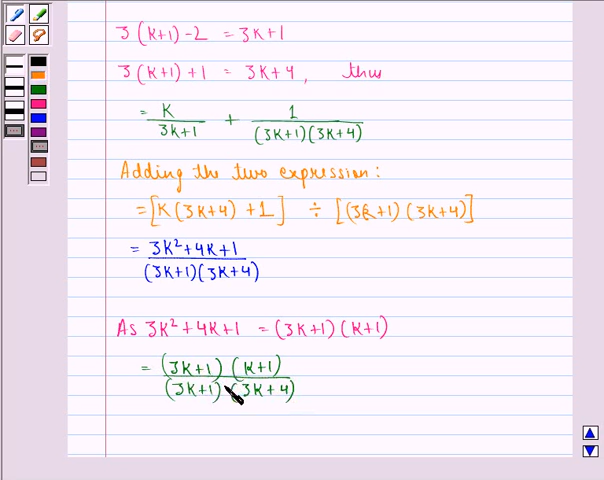 3(k+1)-2 = 3k+1
3(k+1)+1 = 3k+4, thus
= k/3k+1 + 1/(3k+1)(3k+4)
Adding the two expression:
= [k(3k+4)+1] ÷ [(3k+1)(3k+4)]
= 3k²+4k+1/(3k+1)(3k+4)
As 3k²+4k+1 = (3k+1)(k+1)
= (3k+1)(k+1)/(3k+1)(3k+4)